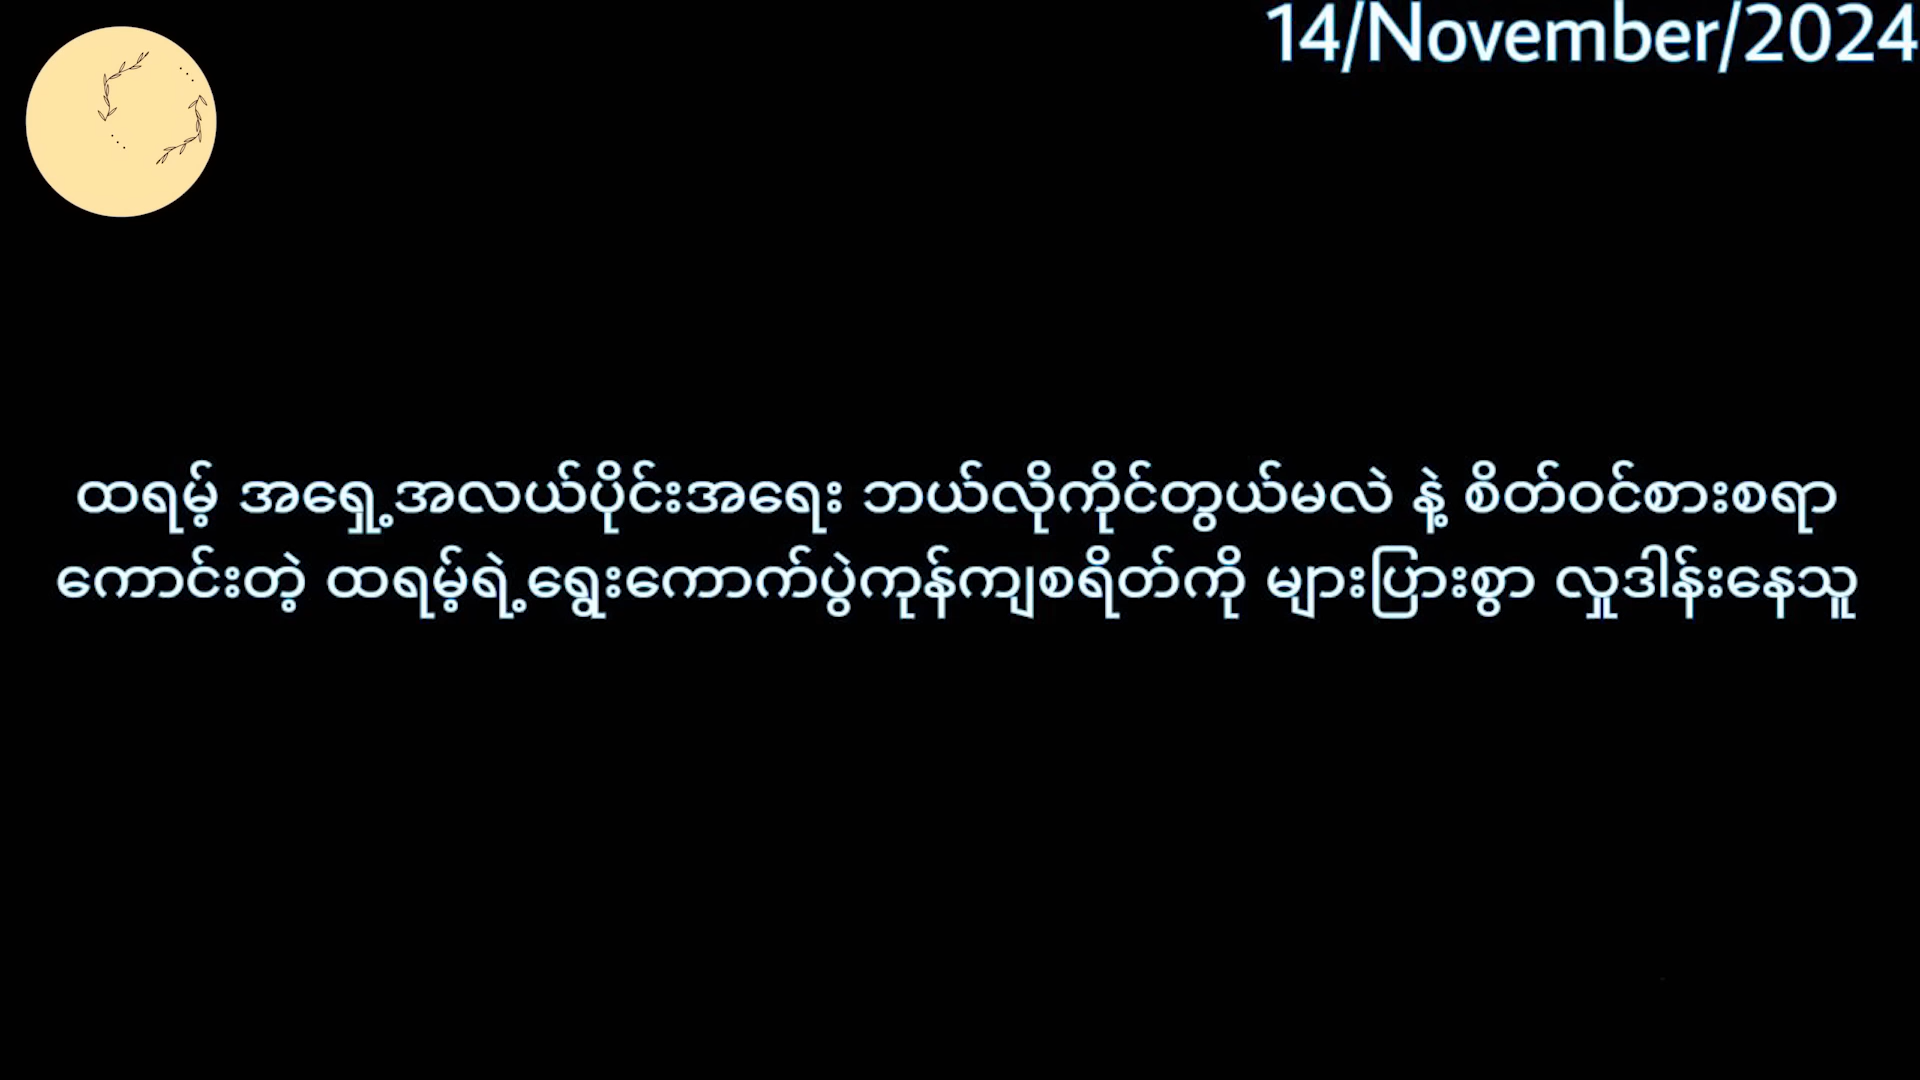 14/November/2024
ထရမ့် အရှေ့အလယ်ပိုင်းအရေး ဘယ်လိုကိုင်တွယ်မလဲ နဲ့ စိတ်ဝင်စားစရာ
ကောင်းတဲ့ ထရမ့်ရဲ့ရွေးကောက်ပွဲကုန်ကျစရိတ်ကို များပြားစွာ လှူဒါန်းနေသူ